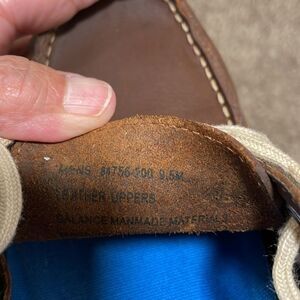 MENS 84756-200 9.5M
LEATHER UPPERS
BALANCE MANMADE MATERIALS